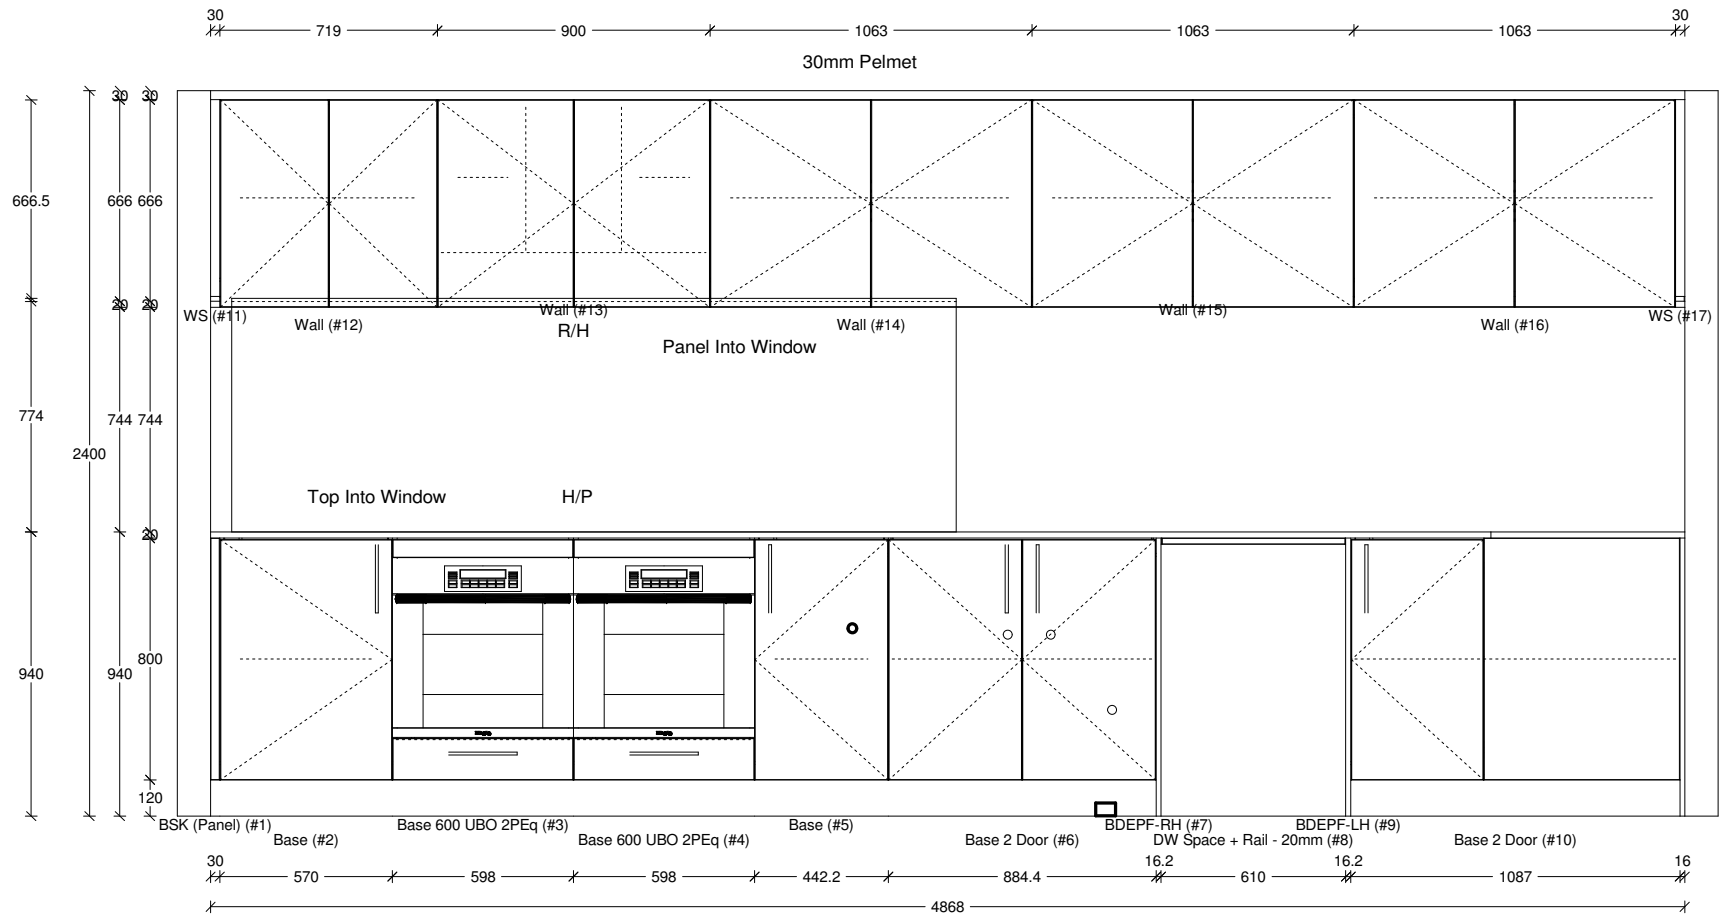 30 30
719 900 1063 1063 1063
30mm Pelmet
30 30
666.5 666 666
20 20
WS (#11) Wall (#12) Wall (#13) Wall (#14) Wall (#15) Wall (#16) WS (#17)
R/H
Panel Into Window
774 744 744
2400
Top Into Window H/P
20
800
940 940
120
BSK (Panel) (#1) Base 600 UBO 2PEq (#3) Base (#5) BDEPF-RH (#7) BDEPF-LH (#9)
Base (#2) Base 600 UBO 2PEq (#4) Base 2 Door (#6) DW Space + Rail - 20mm (#8) Base 2 Door (#10)
30 16.2 16.2 16
570 598 598 442.2 884.4 610 1087
4868